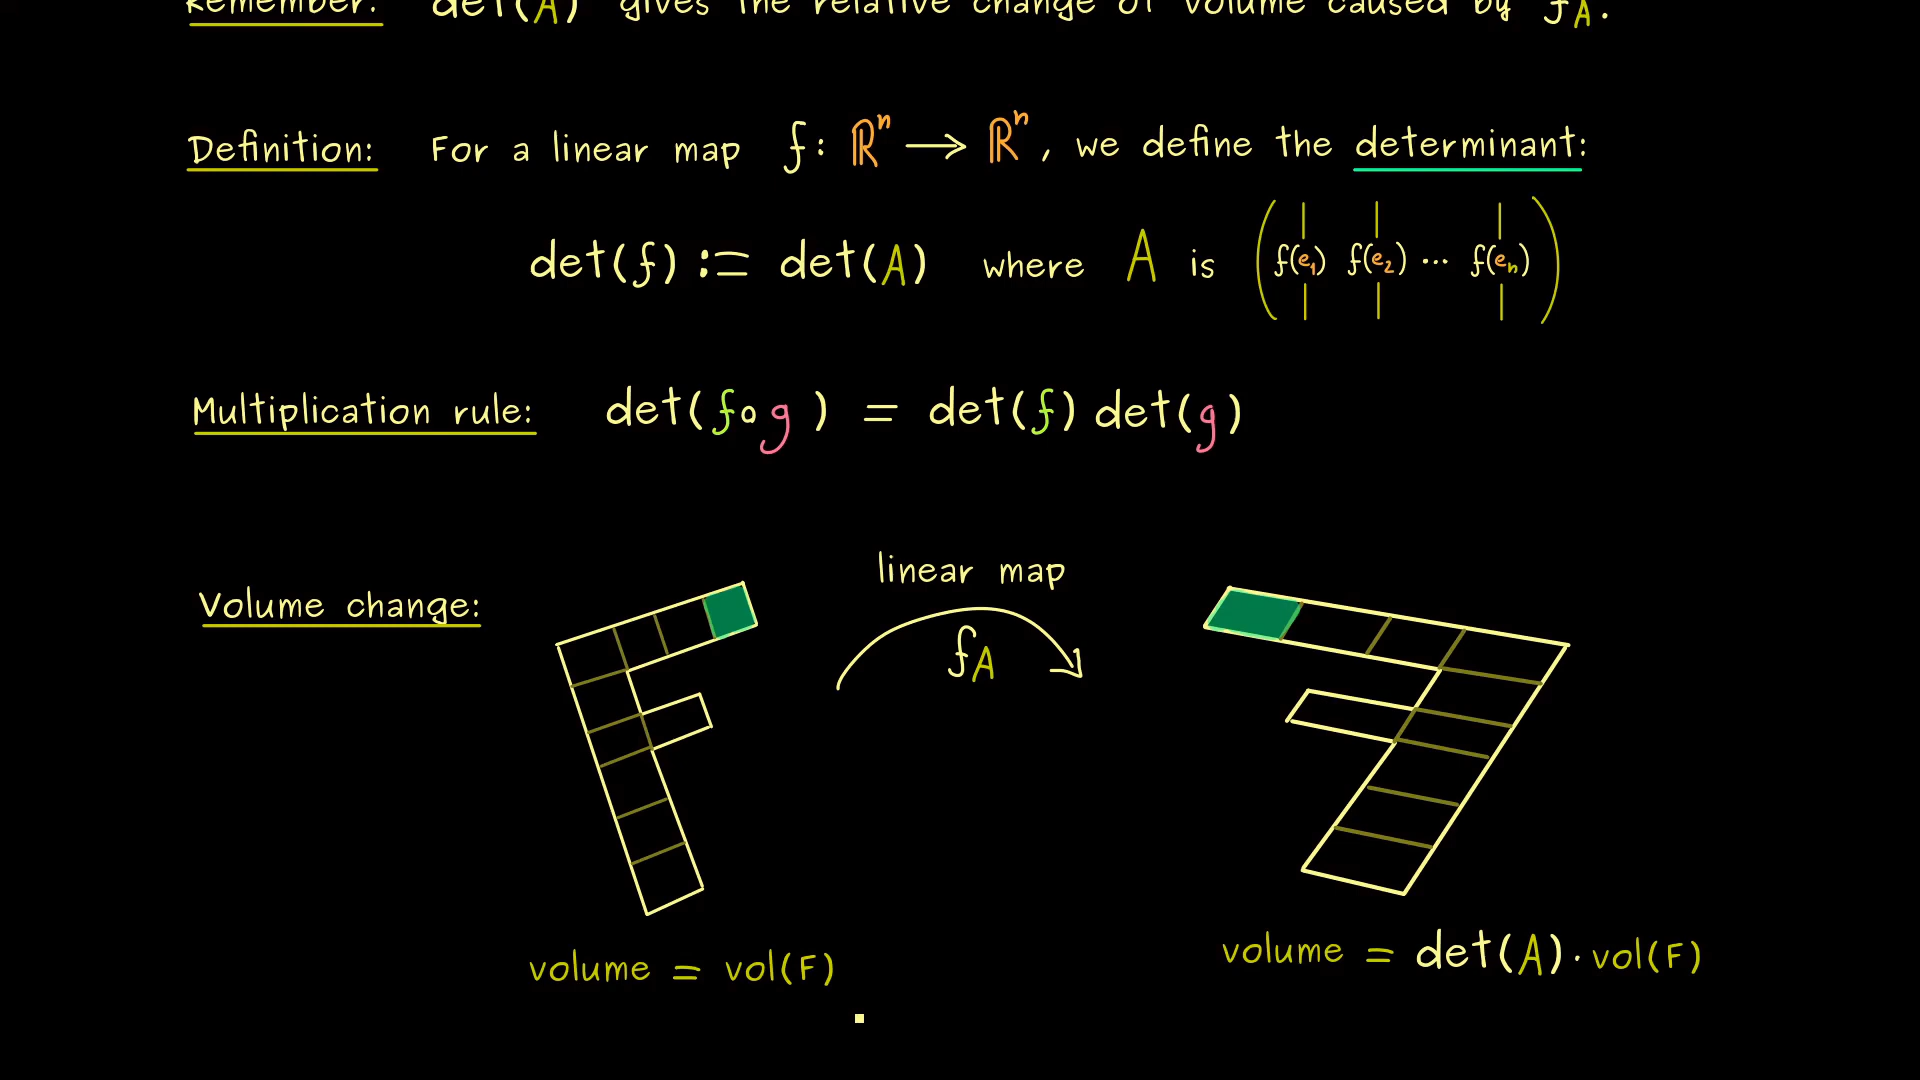 Remember: det(A) gives the relative change of volume caused by f_A.
Definition: For a linear map f: ℝⁿ ⟶ ℝⁿ, we define the determinant:
det(f) := det(A) where A is ( f(e₁) f(e₂) ⋯ f(eₙ) )
Multiplication rule: det(f∘g) = det(f) det(g)
linear map
Volume change:
f_A
volume = vol(F)
volume = det(A) · vol(F)